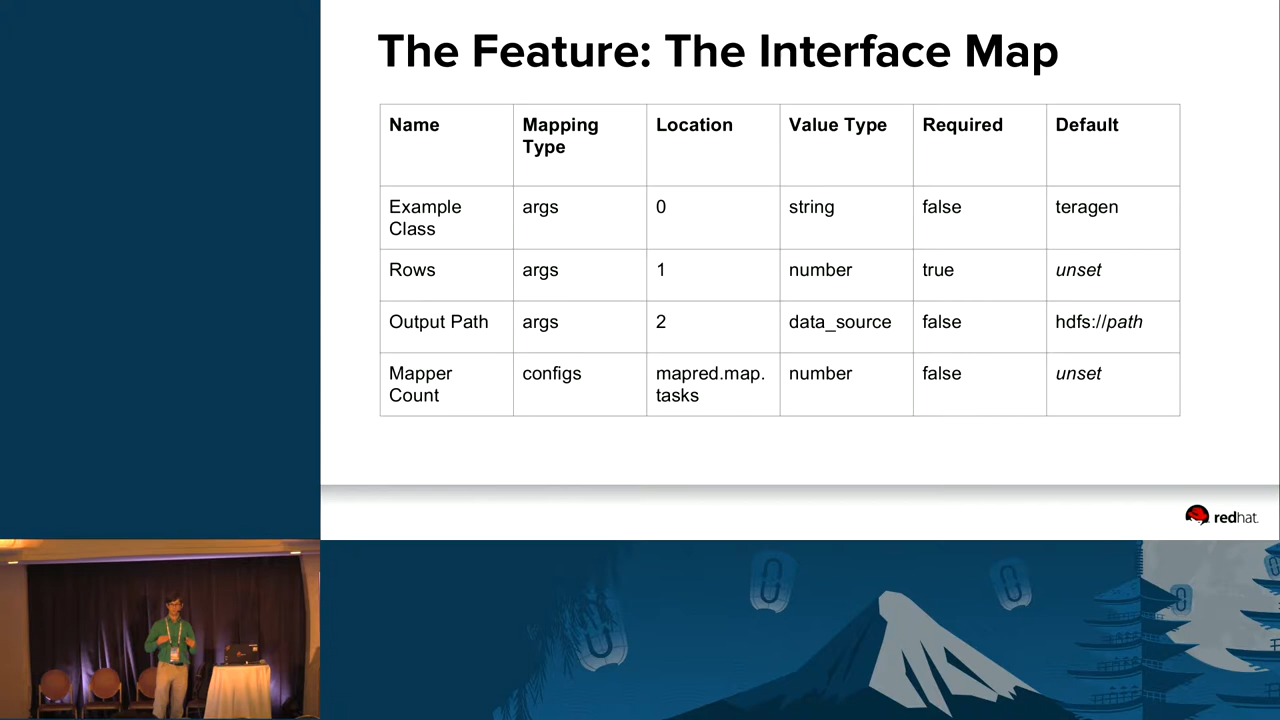 The Feature: The Interface Map
Name Mapping Type Location Value Type Required Default
Example Class args 0 string false teragen
Rows args 1 number true unset
Output Path args 2 data_source false hdfs://path
Mapper Count configs mapred.map.tasks number false unset
redhat.